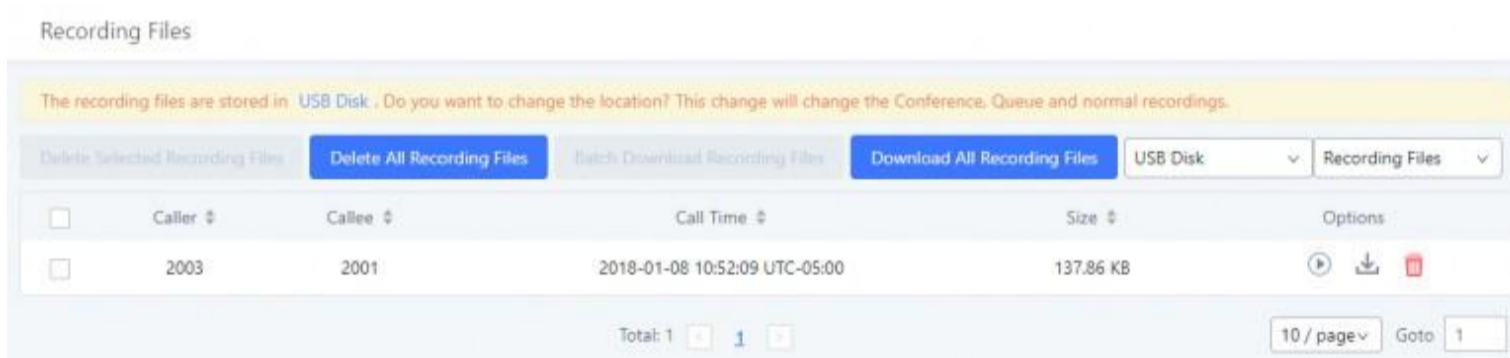 Recording Files
The recording files are stored in USB Disk . Do you want to change the location? This change will change the Conference, Queue and normal recordings.
Delete Selected Recording Files Delete All Recording Files Batch Download Recording Files Download All Recording Files USB Disk Recording Files
Caller Callee Call Time Size Options
2003 2001 2018-01-08 10:52:09 UTC-05:00 137.86 KB
Total: 1 1 10 / page Goto 1